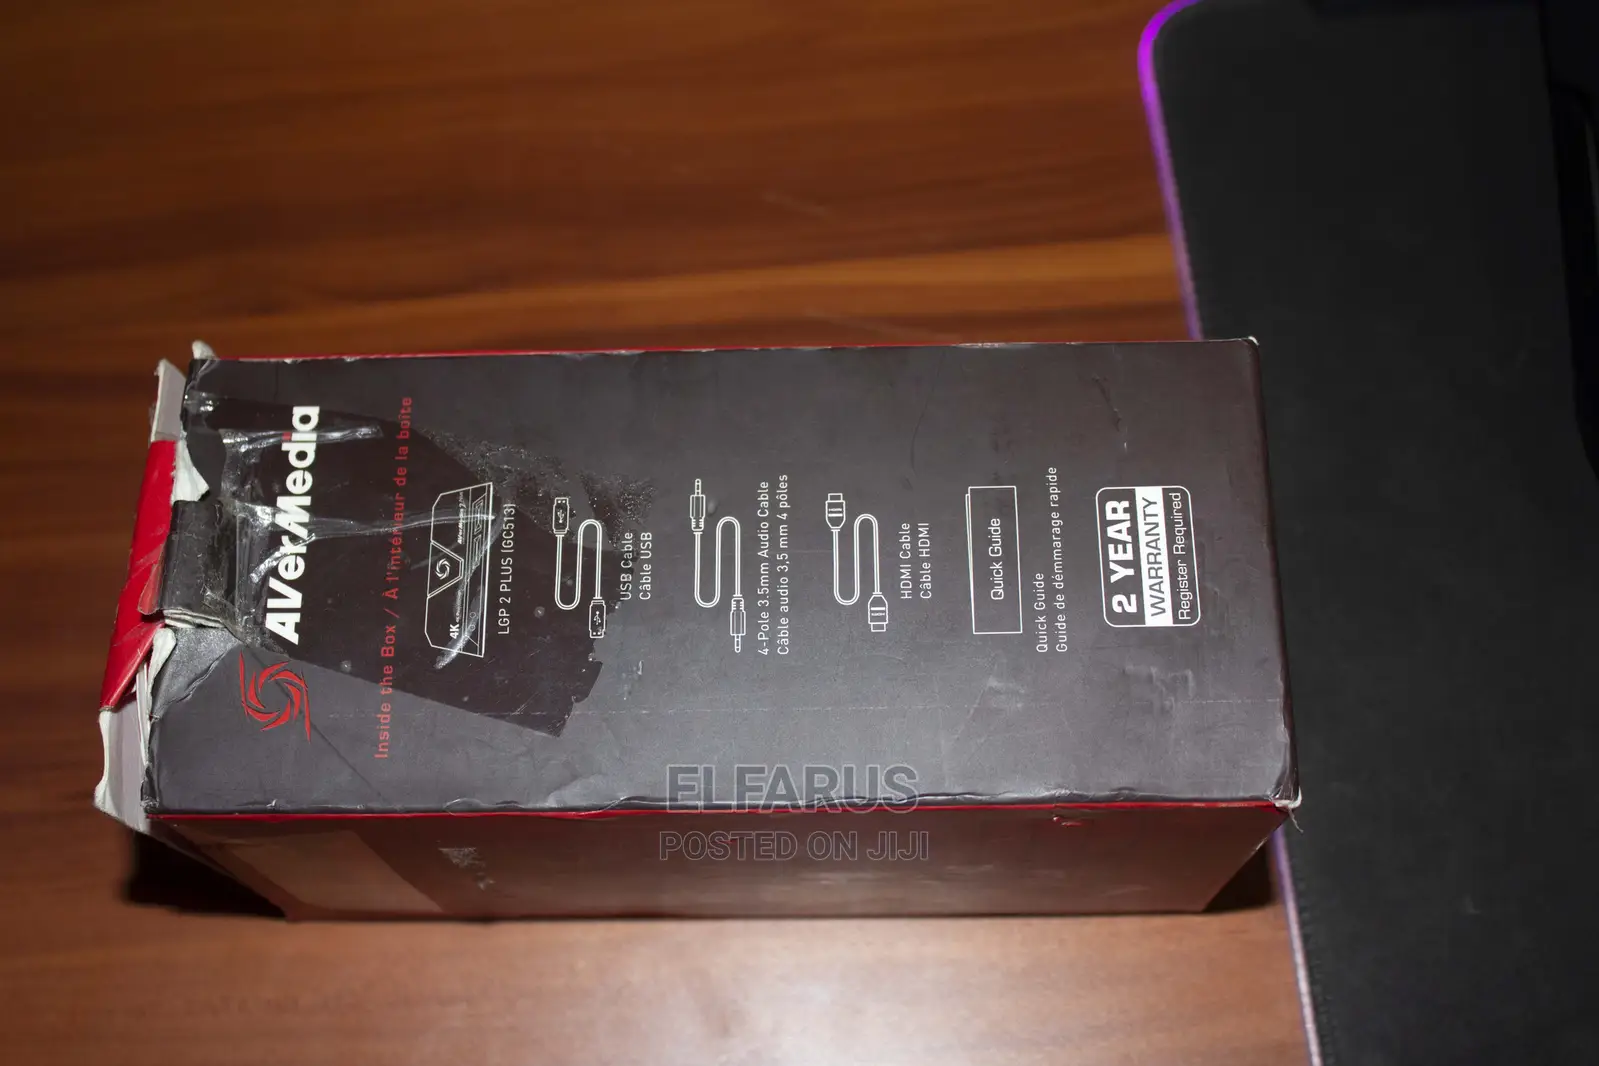 AVerMedia
Inside the Box / À l'intérieur de la boîte
4K
LGP 2 PLUS (GC513)
USB Cable
Câble USB
4-Pole 3.5mm Audio Cable
Câble audio 3,5 mm 4 pôles
HDMI Cable
Câble HDMI
Quick Guide
Quick Guide
Guide de démmarage rapide
2 YEAR
WARRANTY
Register Required
ELFARUS
POSTED ON JIJI